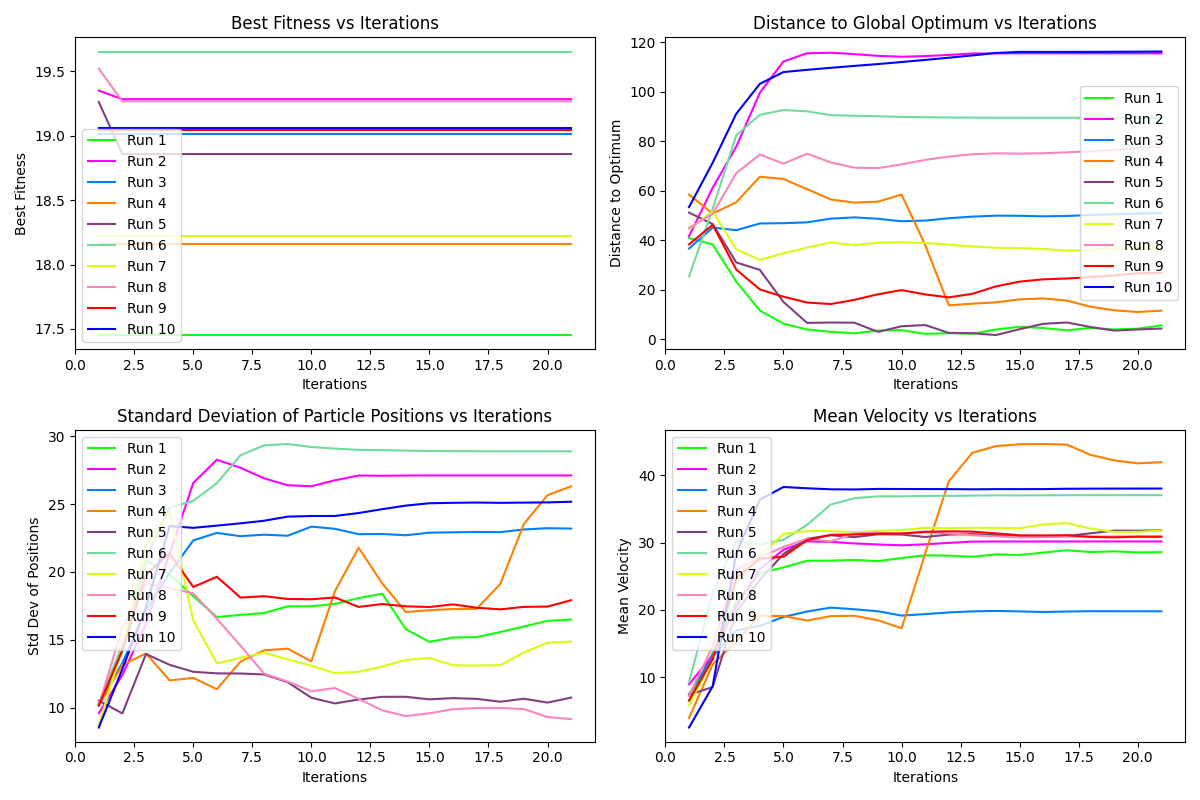 Best Fitness vs Iterations
Best Fitness
19.5
19.0
18.5
18.0
17.5
Run 1
Run 2
Run 3
Run 4
Run 5
Run 6
Run 7
Run 8
Run 9
Run 10
0.0 2.5 5.0 7.5 10.0 12.5 15.0 17.5 20.0
Iterations
Distance to Global Optimum vs Iterations
Distance to Optimum
120
100
80
60
40
20
0
Run 1
Run 2
Run 3
Run 4
Run 5
Run 6
Run 7
Run 8
Run 9
Run 10
0.0 2.5 5.0 7.5 10.0 12.5 15.0 17.5 20.0
Iterations
Standard Deviation of Particle Positions vs Iterations
Std Dev of Positions
30
25
20
15
10
Run 1
Run 2
Run 3
Run 4
Run 5
Run 6
Run 7
Run 8
Run 9
Run 10
0.0 2.5 5.0 7.5 10.0 12.5 15.0 17.5 20.0
Iterations
Mean Velocity vs Iterations
Mean Velocity
40
30
20
10
Run 1
Run 2
Run 3
Run 4
Run 5
Run 6
Run 7
Run 8
Run 9
Run 10
0.0 2.5 5.0 7.5 10.0 12.5 15.0 17.5 20.0
Iterations